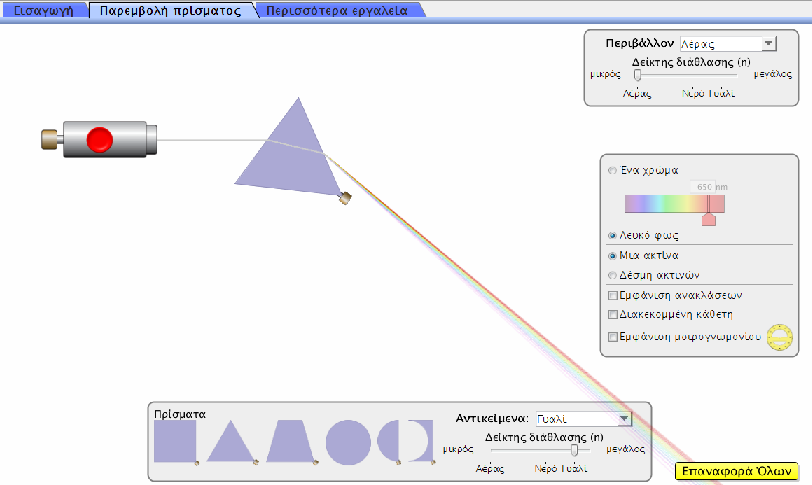 Εισαγωγή
Παρεμβολή πρίσματος
Περισσότερα εργαλεία
Περιβάλλον Αέρας
Δείκτης διάθλασης (n)
μικρός μεγάλος
Αέρας Νερό Γυαλί
Ένα χρωμα
650 nm
Λευκό φως
Μια ακτίνα
Δέσμη ακτινών
Εμφάνιση ανακλάσεων
Διακεκομμένη κάθετη
Εμφάνιση μοιρογνωμονίου
Πρίσματα
Αντικείμενα: Γυαλί
Δείκτης διάθλασης (n)
μικρός μεγάλος
Αέρας Νερό Γυαλί
Επαναφορά Όλων